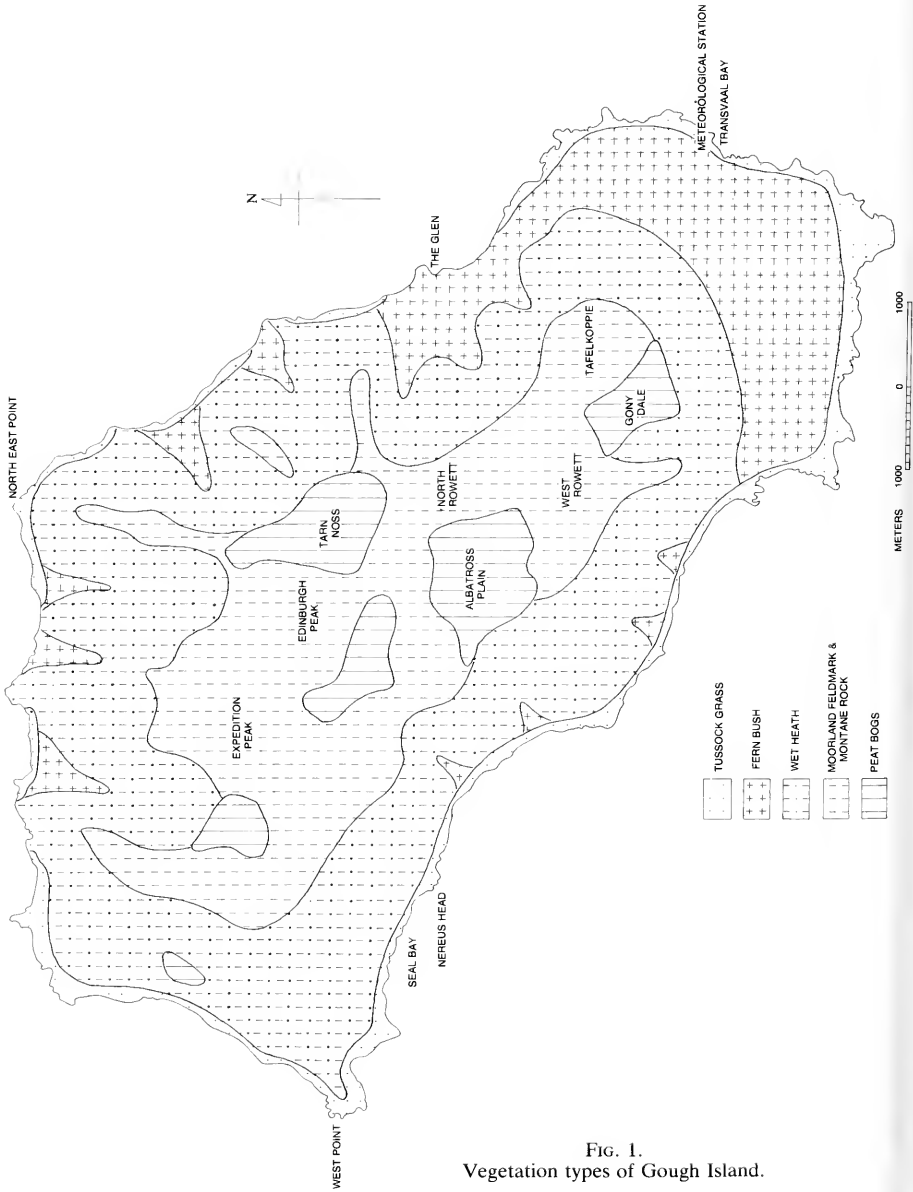 NORTH EAST POINT
N
THE GLEN
METEOROLOGICAL STATION
TRANSVAAL BAY
TARN
NOSS
NORTH
ROWETT
TAFELKOPPIE
EDINBURGH
PEAK
EXPEDITION
PEAK
ALBATROSS
PLAIN
WEST
ROWETT
GONY
DALE
WEST POINT
SEAL BAY
NEREUS HEAD
METERS 1000 0 1000
TUSSOCK GRASS
FERN BUSH
WET HEATH
MOORLAND FELDMARK &
MONTANE ROCK
PEAT BOGS
FIG. 1.
Vegetation types of Gough Island.